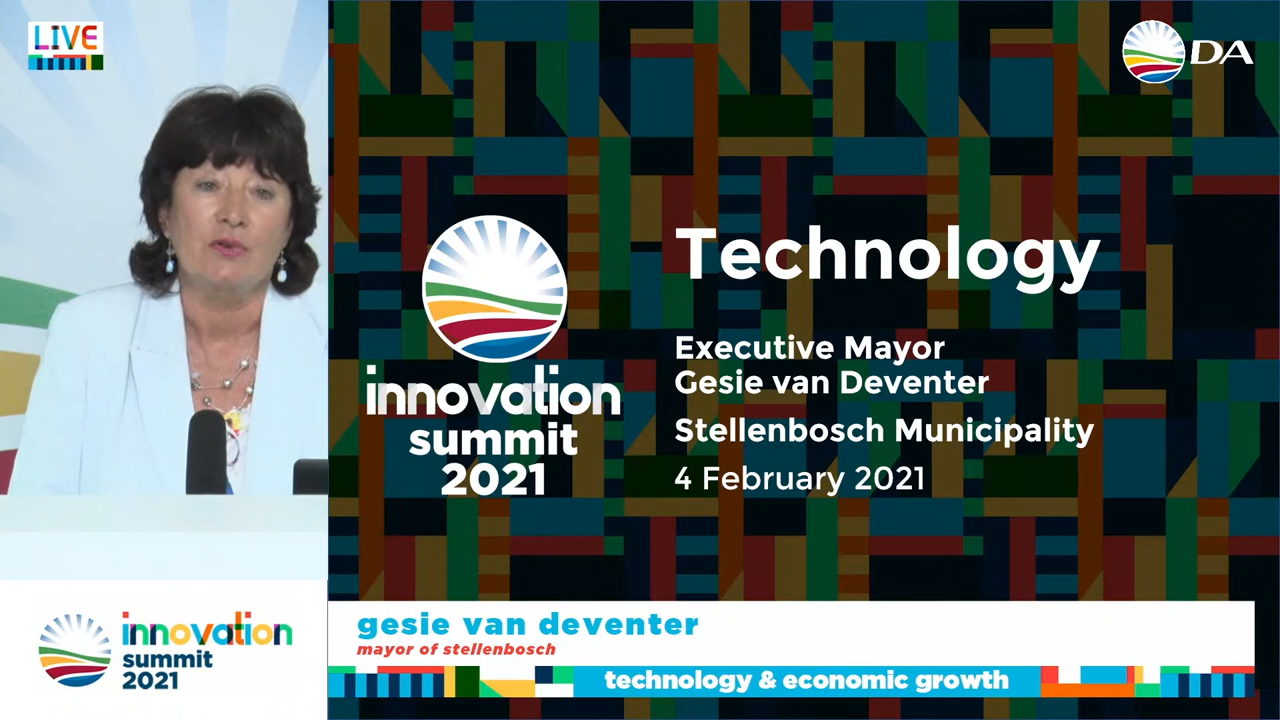 LIVE
DA
Technology
Executive Mayor
Gesie van Deventer
Stellenbosch Municipality
4 February 2021
innovation
summit
2021
gesie van deventer
mayor of stellenbosch
technology & economic growth
innovation
summit
2021